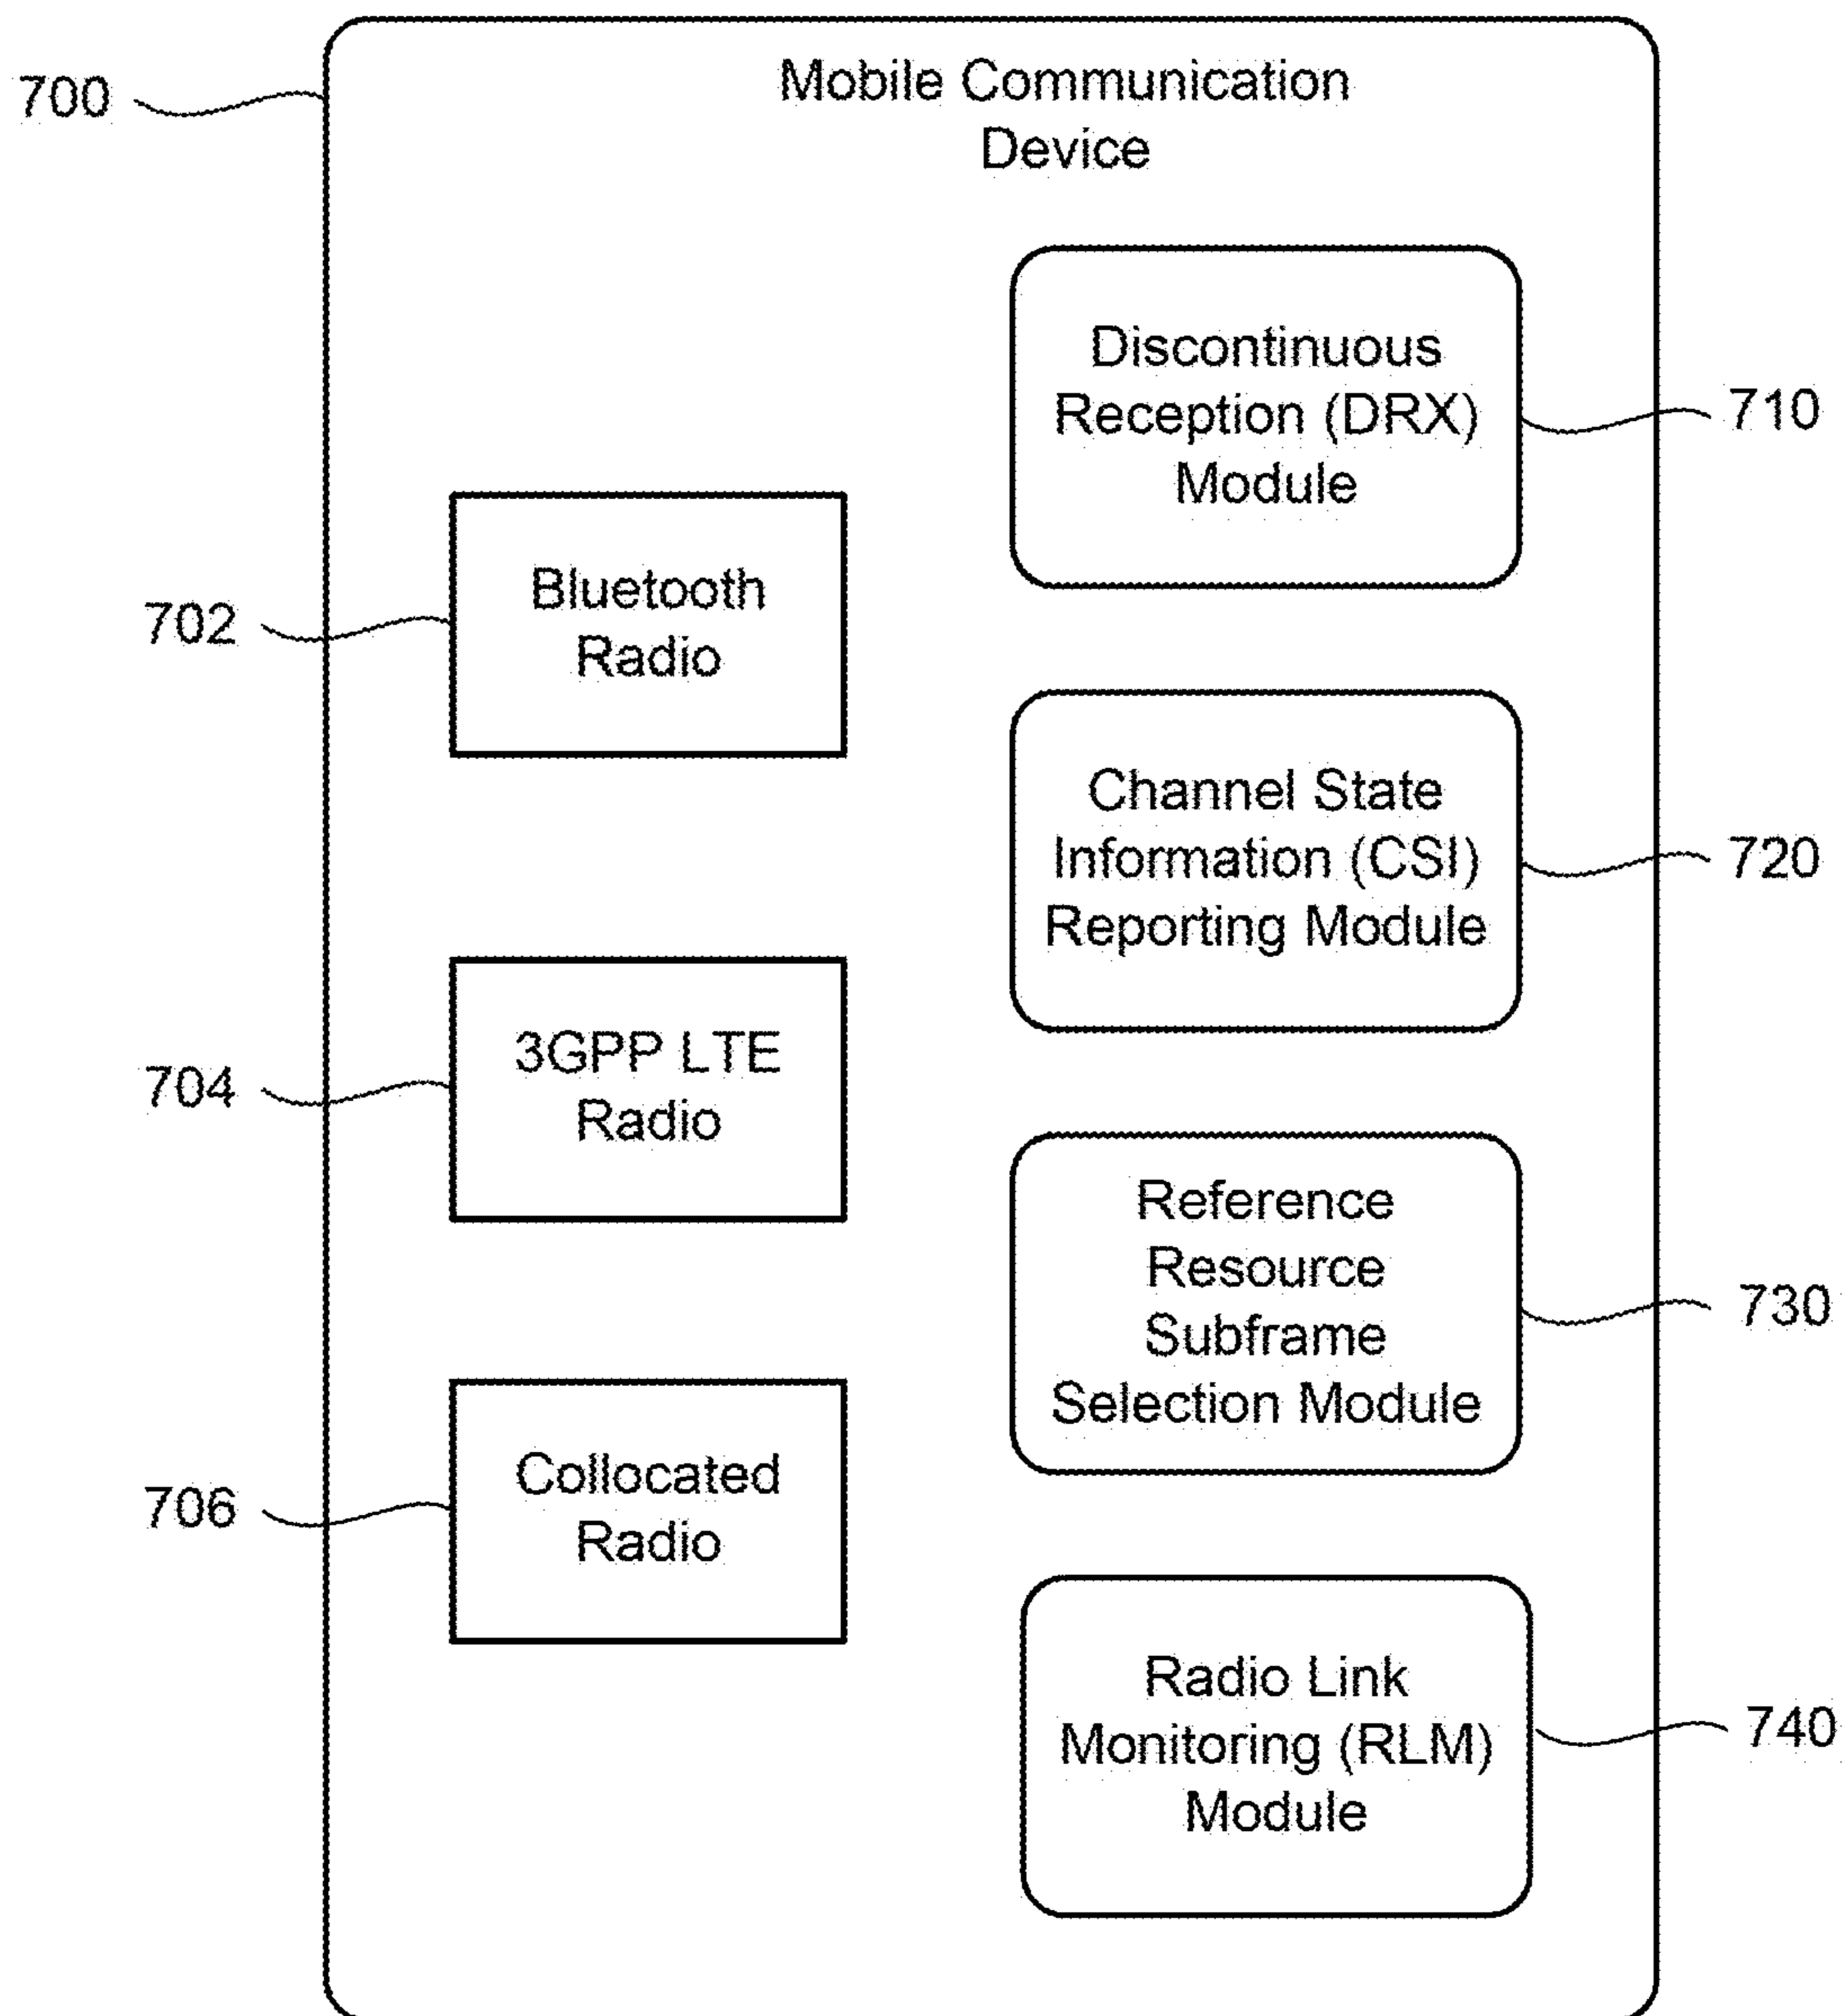 700
Mobile Communication
Device
Discontinuous
Reception (DRX)
Module
710
Bluetooth
Radio
702
Channel State
Information (CSI)
Reporting Module
720
3GPP LTE
Radio
704
Reference
Resource
Subframe
Selection Module
730
Collocated
Radio
706
Radio Link
Monitoring (RLM)
Module
740